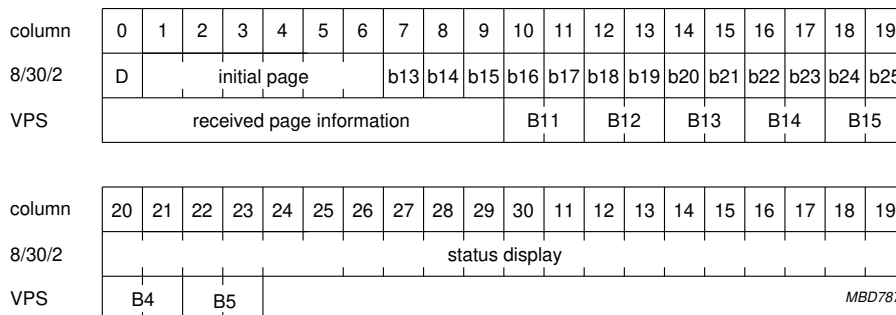 column 0 1 2 3 4 5 6 7 8 9 10 11 12 13 14 15 16 17 18 19
8/30/2 D initial page b13 b14 b15 b16 b17 b18 b19 b20 b21 b22 b23 b24 b25
VPS received page information B11 B12 B13 B14 B15
column 20 21 22 23 24 25 26 27 28 29 30 11 12 13 14 15 16 17 18 19
8/30/2 status display
VPS B4 B5 MBD787